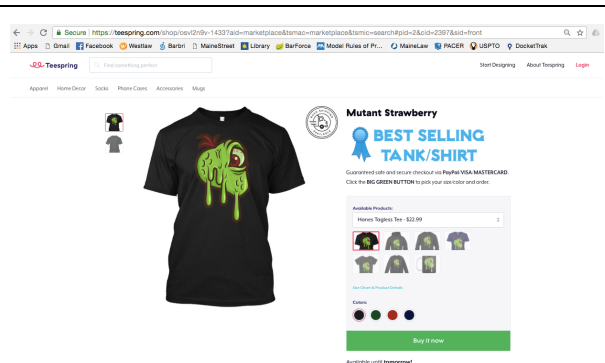 Secure https://teespring.com/shop/osvl2n9v-1433?aid=marketplace&tsmac=marketplace&tsmic=search#pid=2&cid=2397&sid=front
Apps Gmail Facebook Westlaw Barbri MaineStreet Library BarForce Model Rules of Pr... MaineLaw PACER USPTO DocketTrak
Teespring Find something perfect Start Designing About Teespring Login
Apparel Home Decor Socks Phone Cases Accessories Mugs
Mutant Strawberry
BEST SELLING
TANK/SHIRT
Guaranteed safe and secure checkout via PayPal/VISA/MASTERCARD.
Click the BIG GREEN BUTTON to pick your size/color and order.
Available Products:
Hanes Tagless Tee - $22.99
Size Chart & Product Details
Colors:
Buy it now
Available until tomorrow!